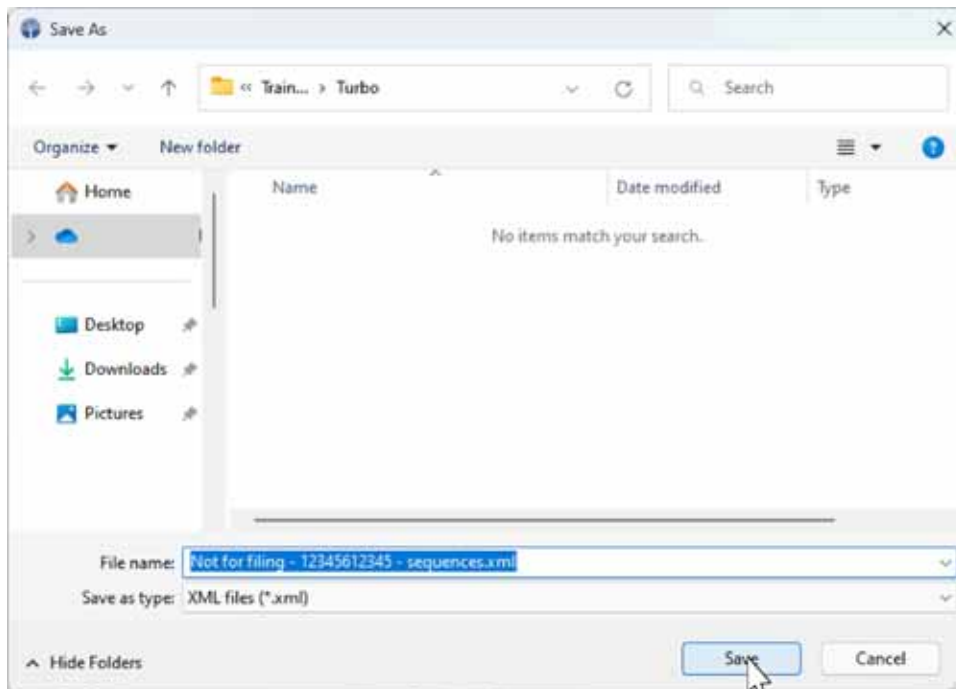 Save As
« Train... > Turbo
Search
Organize
New folder
Home
Name
Date modified
Type
No items match your search.
Desktop
Downloads
Pictures
File name: Not for filing - 12345612345 - sequences.xml
Save as type: XML files (*.xml)
Hide Folders
Save
Cancel